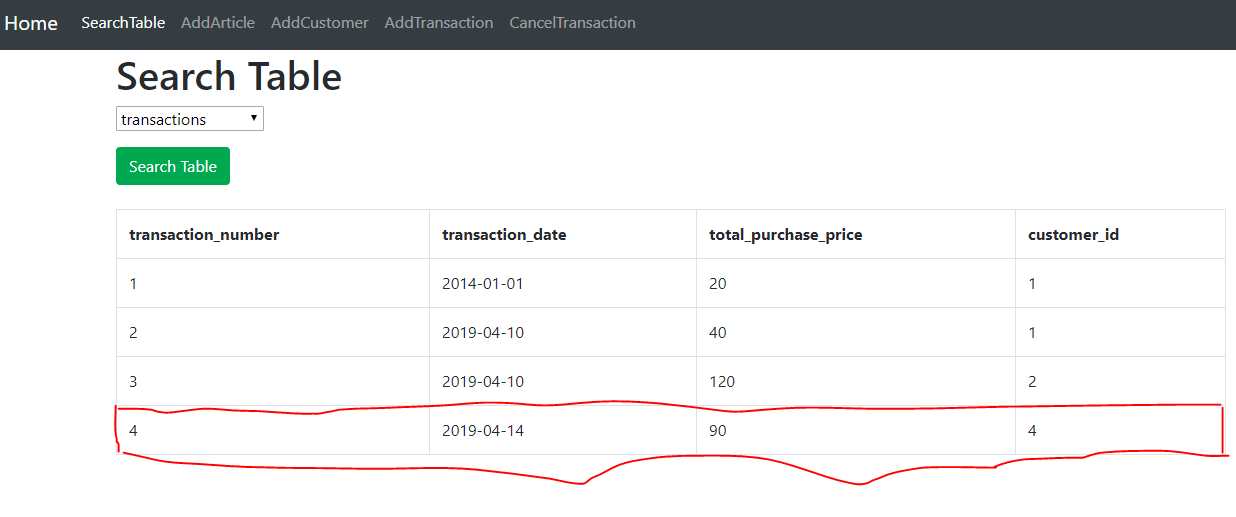 Home SearchTable AddArticle AddCustomer AddTransaction CancelTransaction
Search Table
transactions
Search Table
transaction_number transaction_date total_purchase_price customer_id
1 2014-01-01 20 1
2 2019-04-10 40 1
3 2019-04-10 120 2
4 2019-04-14 90 4